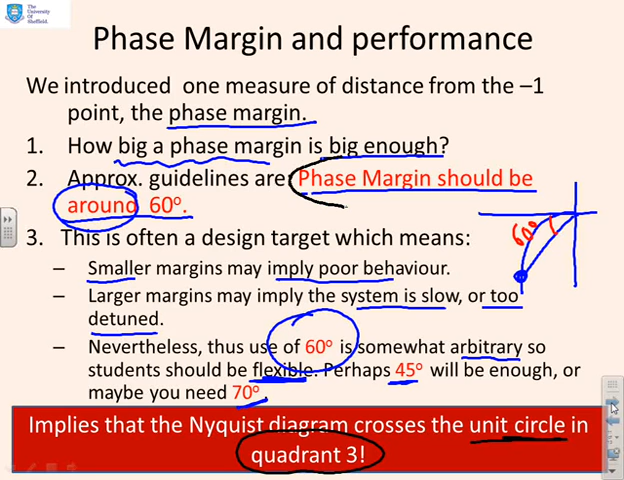 The
University
Of
Sheffield.
Phase Margin and performance
We introduced one measure of distance from the –1
point, the phase margin.
1. How big a phase margin is big enough?
2. Approx. guidelines are: Phase Margin should be
around 60°.
60°
3. This is often a design target which means:
– Smaller margins may imply poor behaviour.
– Larger margins may imply the system is slow, or too
detuned.
– Nevertheless, thus use of 60° is somewhat arbitrary so
students should be flexible. Perhaps 45° will be enough, or
maybe you need 70°
Implies that the Nyquist diagram crosses the unit circle in
quadrant 3!